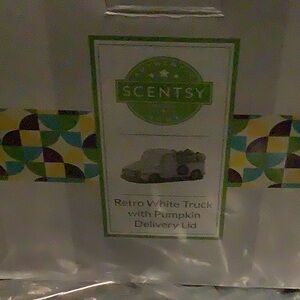 SCENTSY
Retro White Truck
with Pumpkin
Delivery Lid